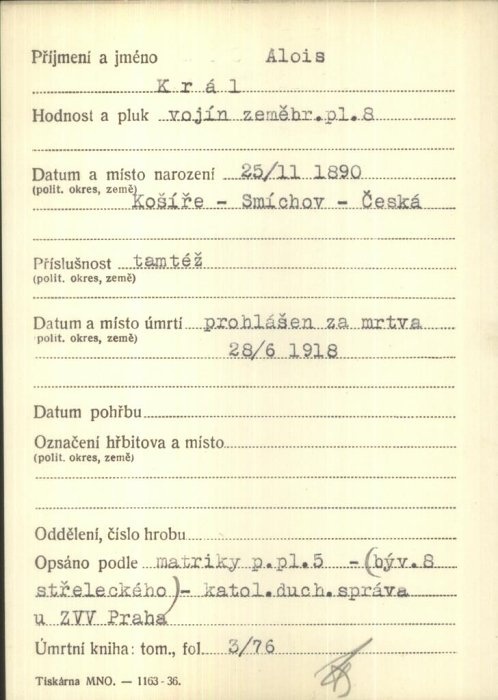 Příjmení a jméno Alois
Král
Hodnost a pluk vojín zeměbr.pl.8
Datum a místo narození 25/11 1890
(polit. okres, země) Košíře - Smíchov - Česká
Příslušnost tamtéž
(polit. okres, země)
Datum a místo úmrtí prohlášen za mrtva
polit. okres, země) 28/6 1918
Datum pohřbu
Označení hřbitova a místo
(polit. okres, země)
Oddělení, číslo hrobu
Opsáno podle matriky p.pl.5 - (býv.8
střeleckého) - katol.duch.správa
u ZVV Praha
Úmrtní kniha: tom., fol. 3/76
Tiskárna MNO. — 1163-36.